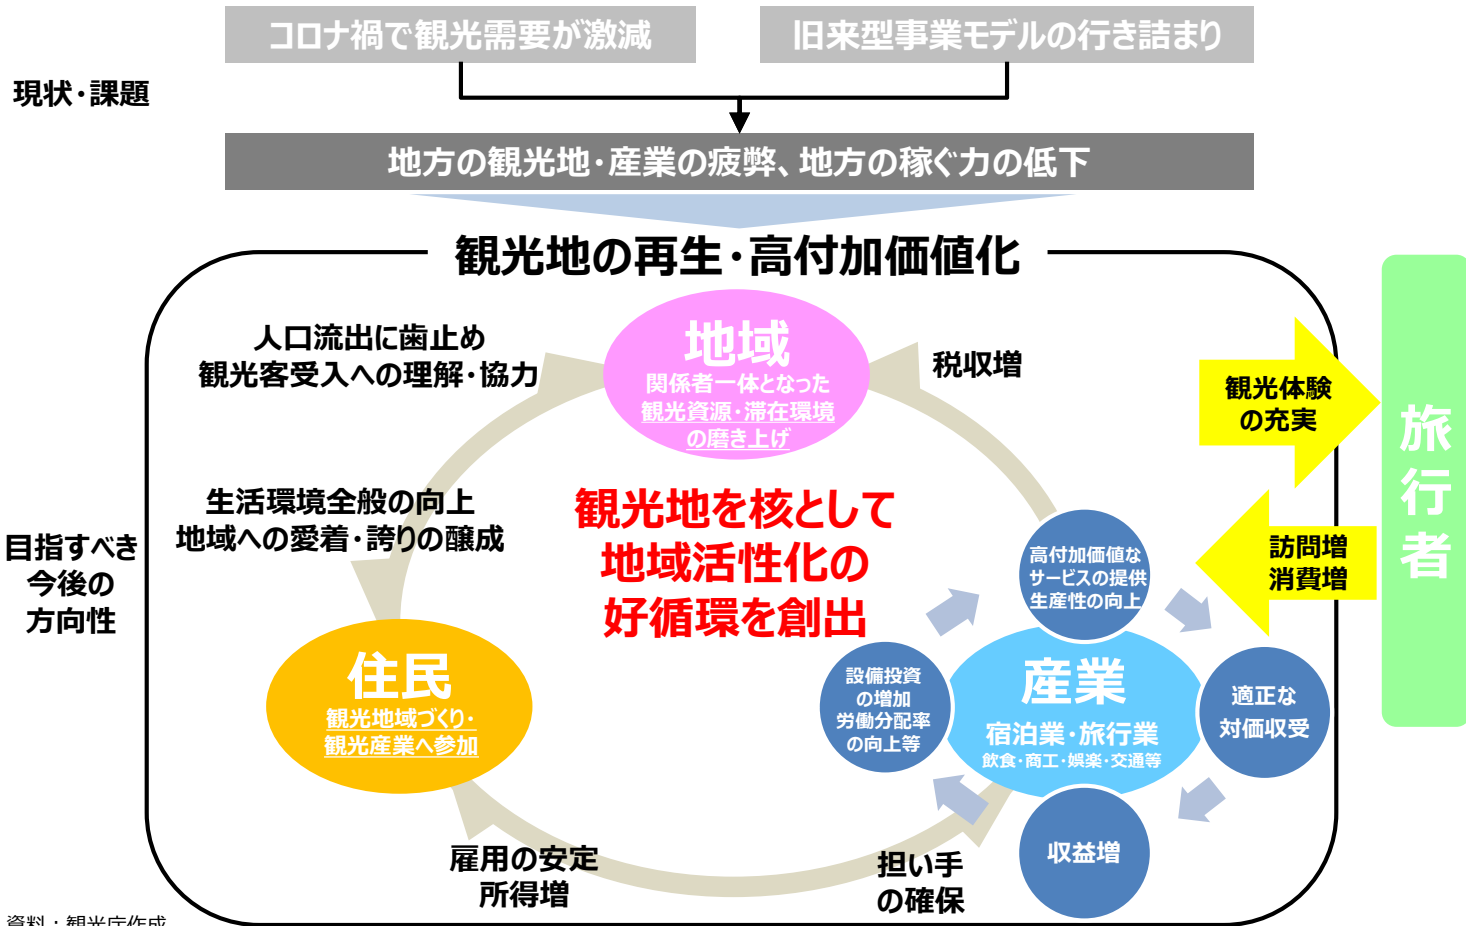 コロナ禍で観光需要が激減
旧来型事業モデルの行き詰まり
現状・課題
地方の観光地・産業の疲弊、地方の稼ぐ力の低下
観光地の再生・高付加価値化
地域
関係者一体となった
観光資源・滞在環境
の磨き上げ
人口流出に歯止め
観光客受入への理解・協力
税収増
観光体験
の充実
旅行者
生活環境全般の向上
地域への愛着・誇りの醸成
観光地を核として
地域活性化の
好循環を創出
訪問増
消費増
目指すべき
今後の
方向性
高付加価値な
サービスの提供
生産性の向上
住民
観光地域づくり・
観光産業へ参加
設備投資
の増加
労働分配率
の向上等
産業
宿泊業・旅行業
飲食・商工・娯楽・交通等
適正な
対価収受
収益増
雇用の安定
所得増
担い手
の確保
資料：観光庁作成